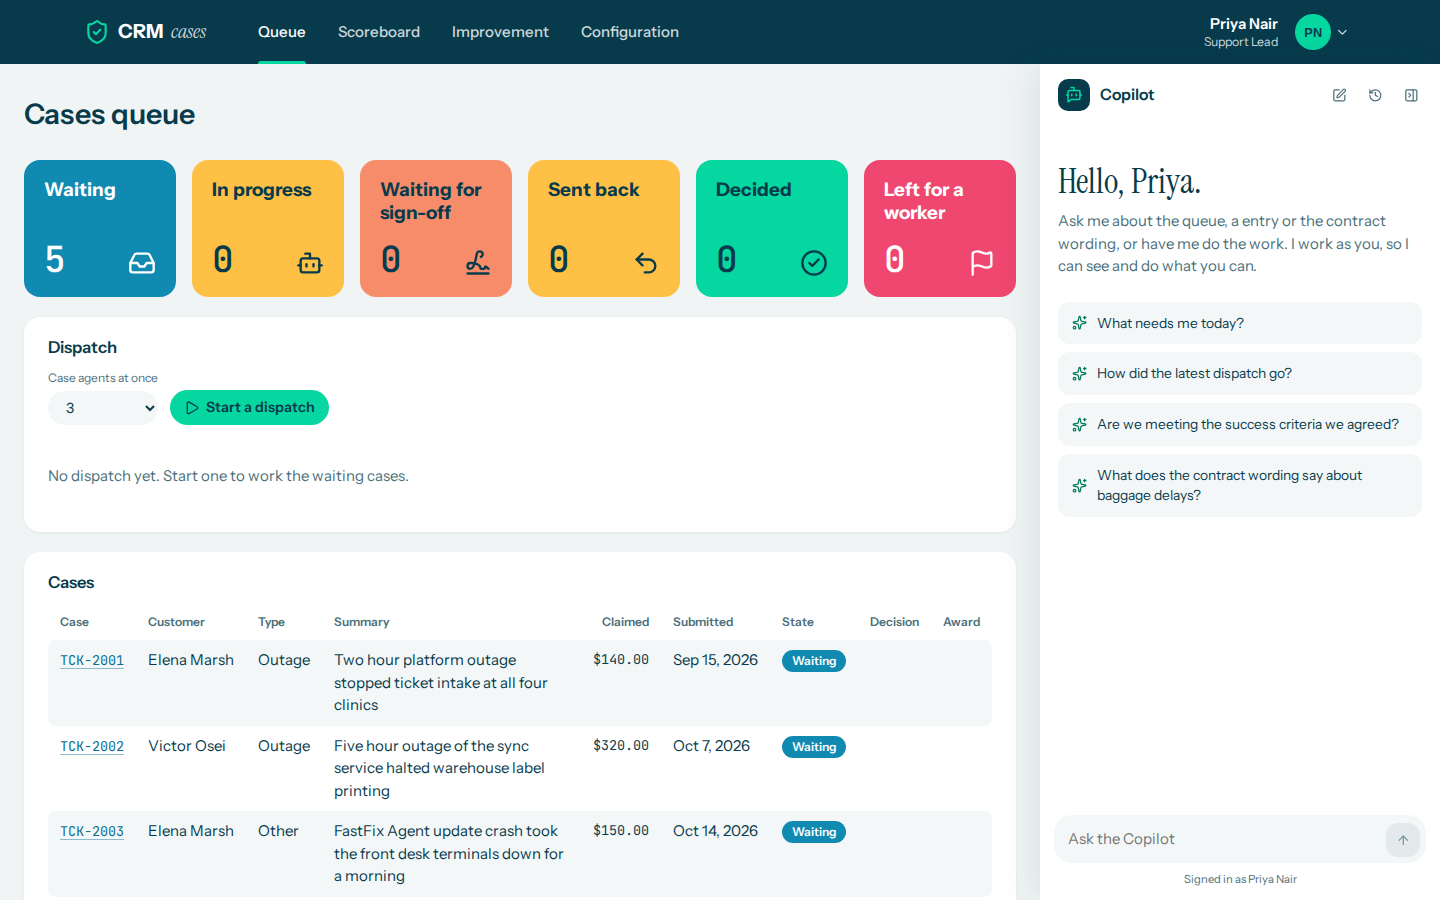 CRM cases
Queue
Scoreboard
Improvement
Configuration
Priya Nair
Support Lead
PN
Cases queue
Waiting
5
In progress
0
Waiting for
sign-off
0
Sent back
0
Decided
0
Left for a
worker
0
Dispatch
Case agents at once
3
Start a dispatch
No dispatch yet. Start one to work the waiting cases.
Cases
Case Customer Type Summary Claimed Submitted State Decision Award
TCK-2001 Elena Marsh Outage Two hour platform outage $140.00 Sep 15, 2026 Waiting
stopped ticket intake at all four
clinics
TCK-2002 Victor Osei Outage Five hour outage of the sync $320.00 Oct 7, 2026 Waiting
service halted warehouse label
printing
TCK-2003 Elena Marsh Other FastFix Agent update crash took $150.00 Oct 14, 2026 Waiting
the front desk terminals down for
a morning
Copilot
Hello, Priya.
Ask me about the queue, a entry or the contract
wording, or have me do the work. I work as you, so I
can see and do what you can.
What needs me today?
How did the latest dispatch go?
Are we meeting the success criteria we agreed?
What does the contract wording say about
baggage delays?
Ask the Copilot
Signed in as Priya Nair